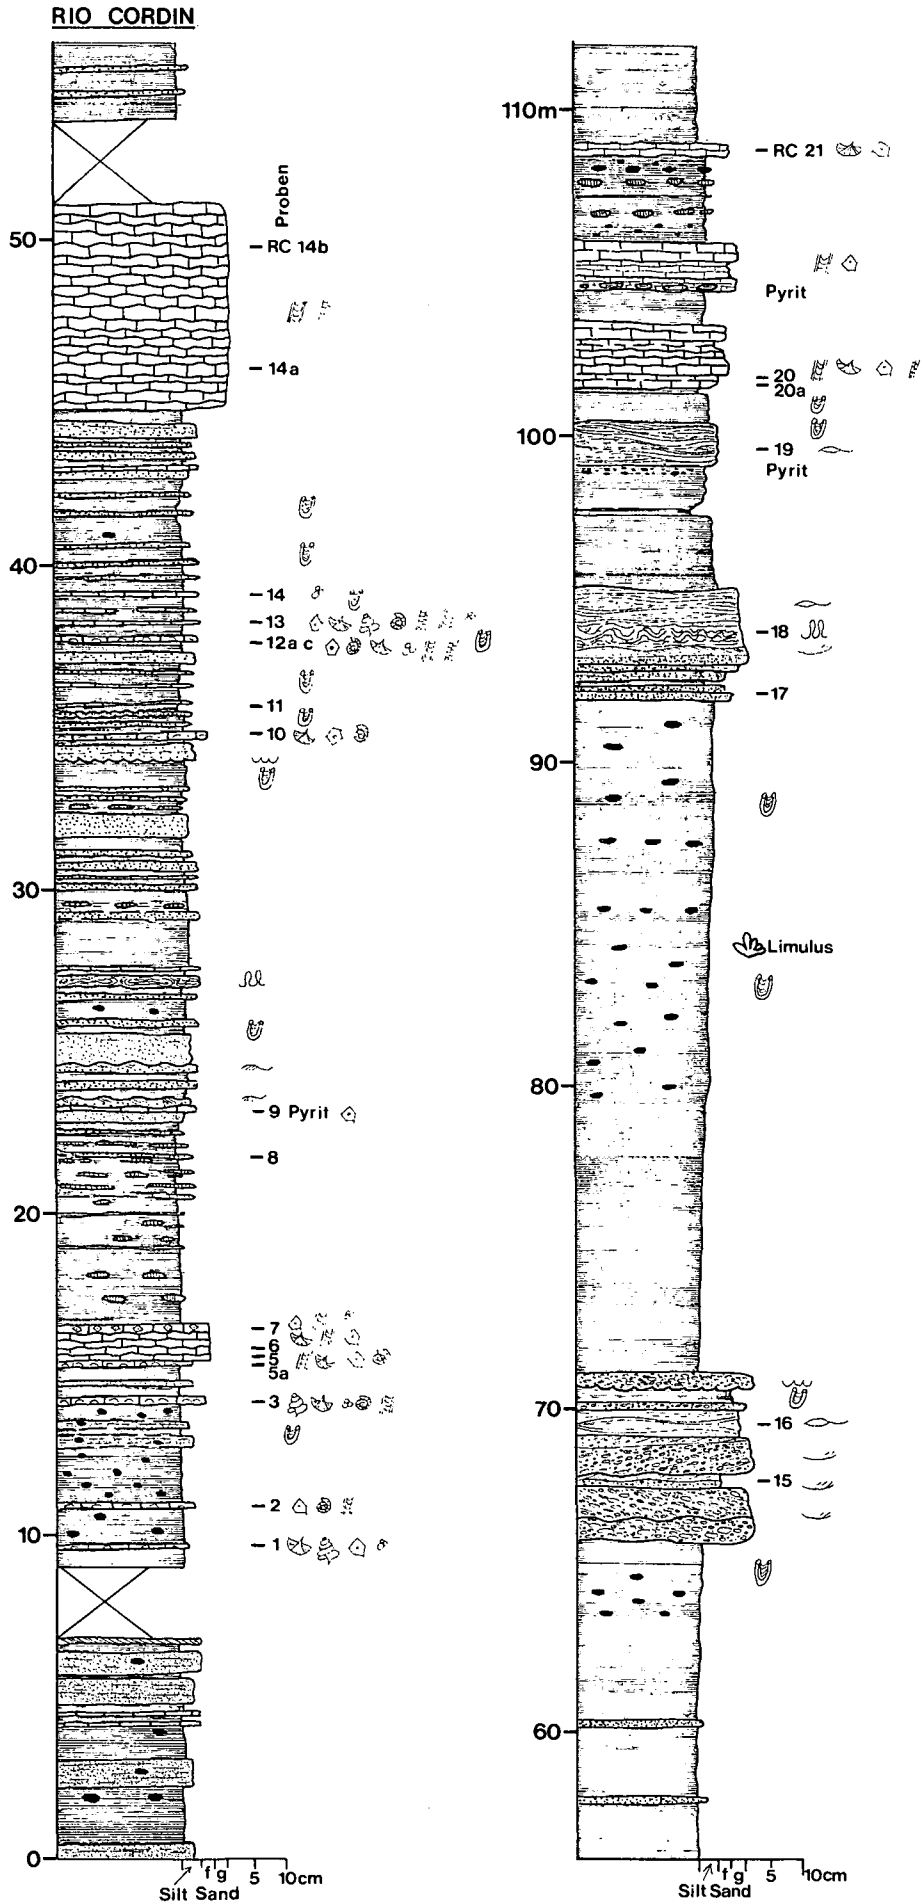 RIO CORDIN
Proben
50
RC 14b
14a
40
14
13
12a c
11
10
30
9 Pyrit
8
20
7
6
5
5a
3
2
10
1
0
f g 5 10cm
Silt Sand
110m
RC 21
Pyrit
20
20a
100
19
Pyrit
18
17
90
Limulus
80
70
16
15
60
f g 5 10cm
Silt Sand